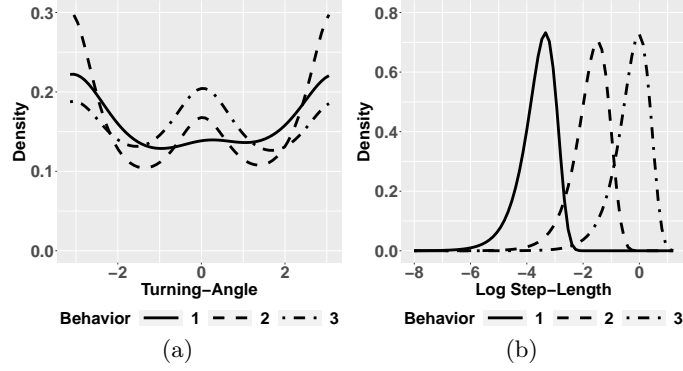 0.3
0.2
0.1
0.0
Density
−2 0 2
Turning−Angle
Behavior 1 2 3
(a)
0.8
0.6
0.4
0.2
0.0
Density
−8 −6 −4 −2 0
Log Step−Length
Behavior 1 2 3
(b)